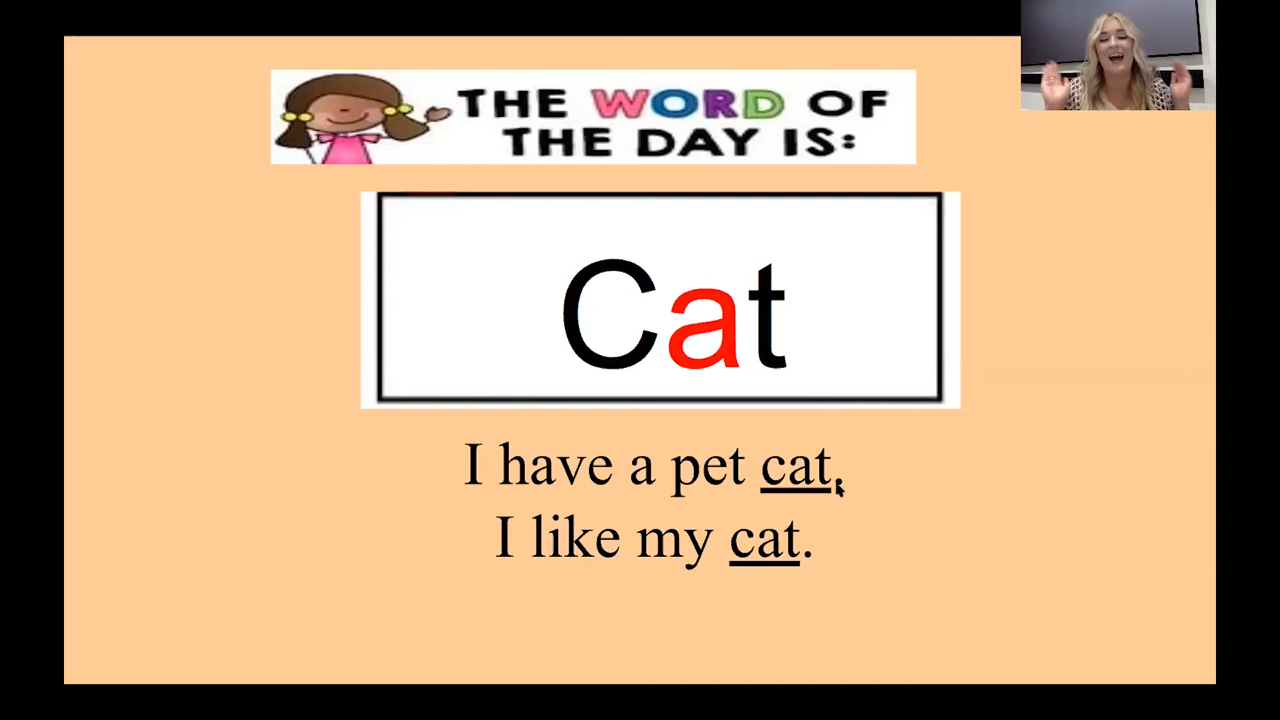 THE WORD OF
THE DAY IS:
Cat
I have a pet cat.
I like my cat.